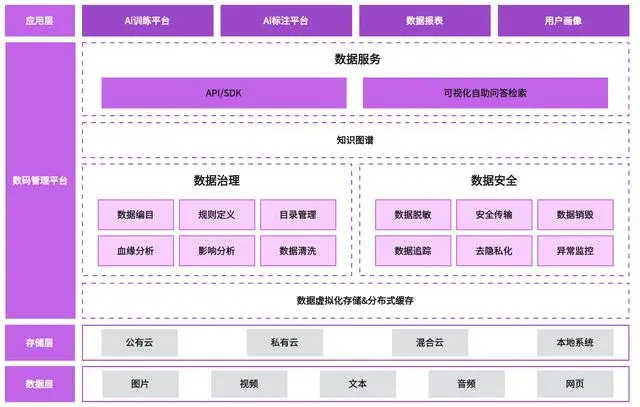 应用层
Ai训练平台
Ai标注平台
数据报表
用户画像
数码管理平台
数据服务
API/SDK
可视化自助问答检索
知识图谱
数据治理
数据编目
规则定义
目录管理
血缘分析
影响分析
数据清洗
数据安全
数据脱敏
安全传输
数据销毁
数据追踪
去隐私化
异常监控
数据虚拟化存储&分布式缓存
存储层
公有云
私有云
混合云
本地系统
数据层
图片
视频
文本
音频
网页